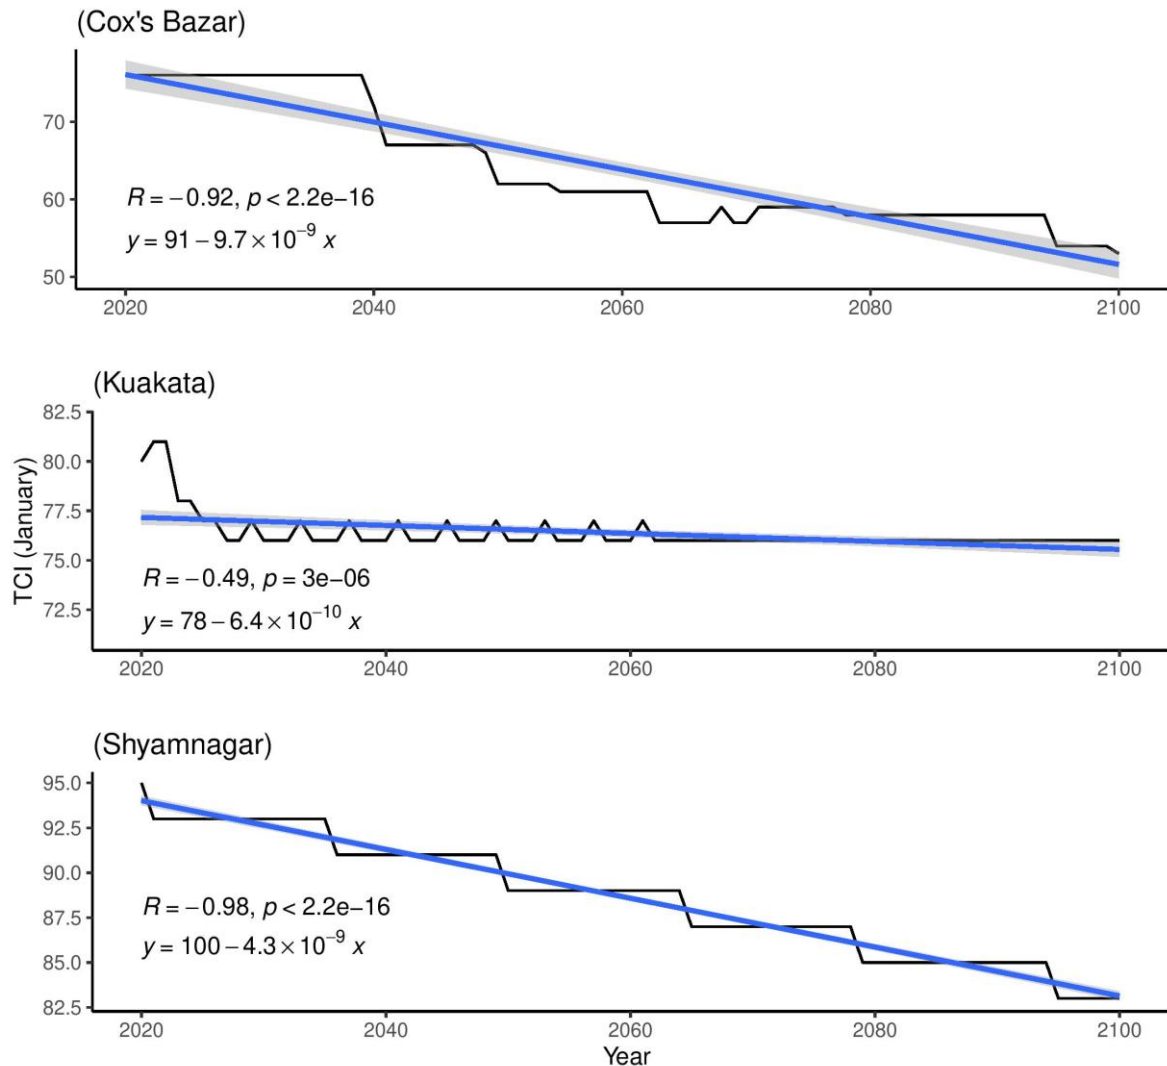 (Cox's Bazar)
70
60
50
R = −0.92, p < 2.2e−16
y = 91 − 9.7 × 10⁻⁹ x
2020 2040 2060 2080 2100
(Kuakata)
TCI (January)
82.5
80.0
77.5
75.0
72.5
R = −0.49, p = 3e−06
y = 78 − 6.4 × 10⁻¹⁰ x
2020 2040 2060 2080 2100
(Shyamnagar)
95.0
92.5
90.0
87.5
85.0
82.5
R = −0.98, p < 2.2e−16
y = 100 − 4.3 × 10⁻⁹ x
2020 2040 2060 2080 2100
Year